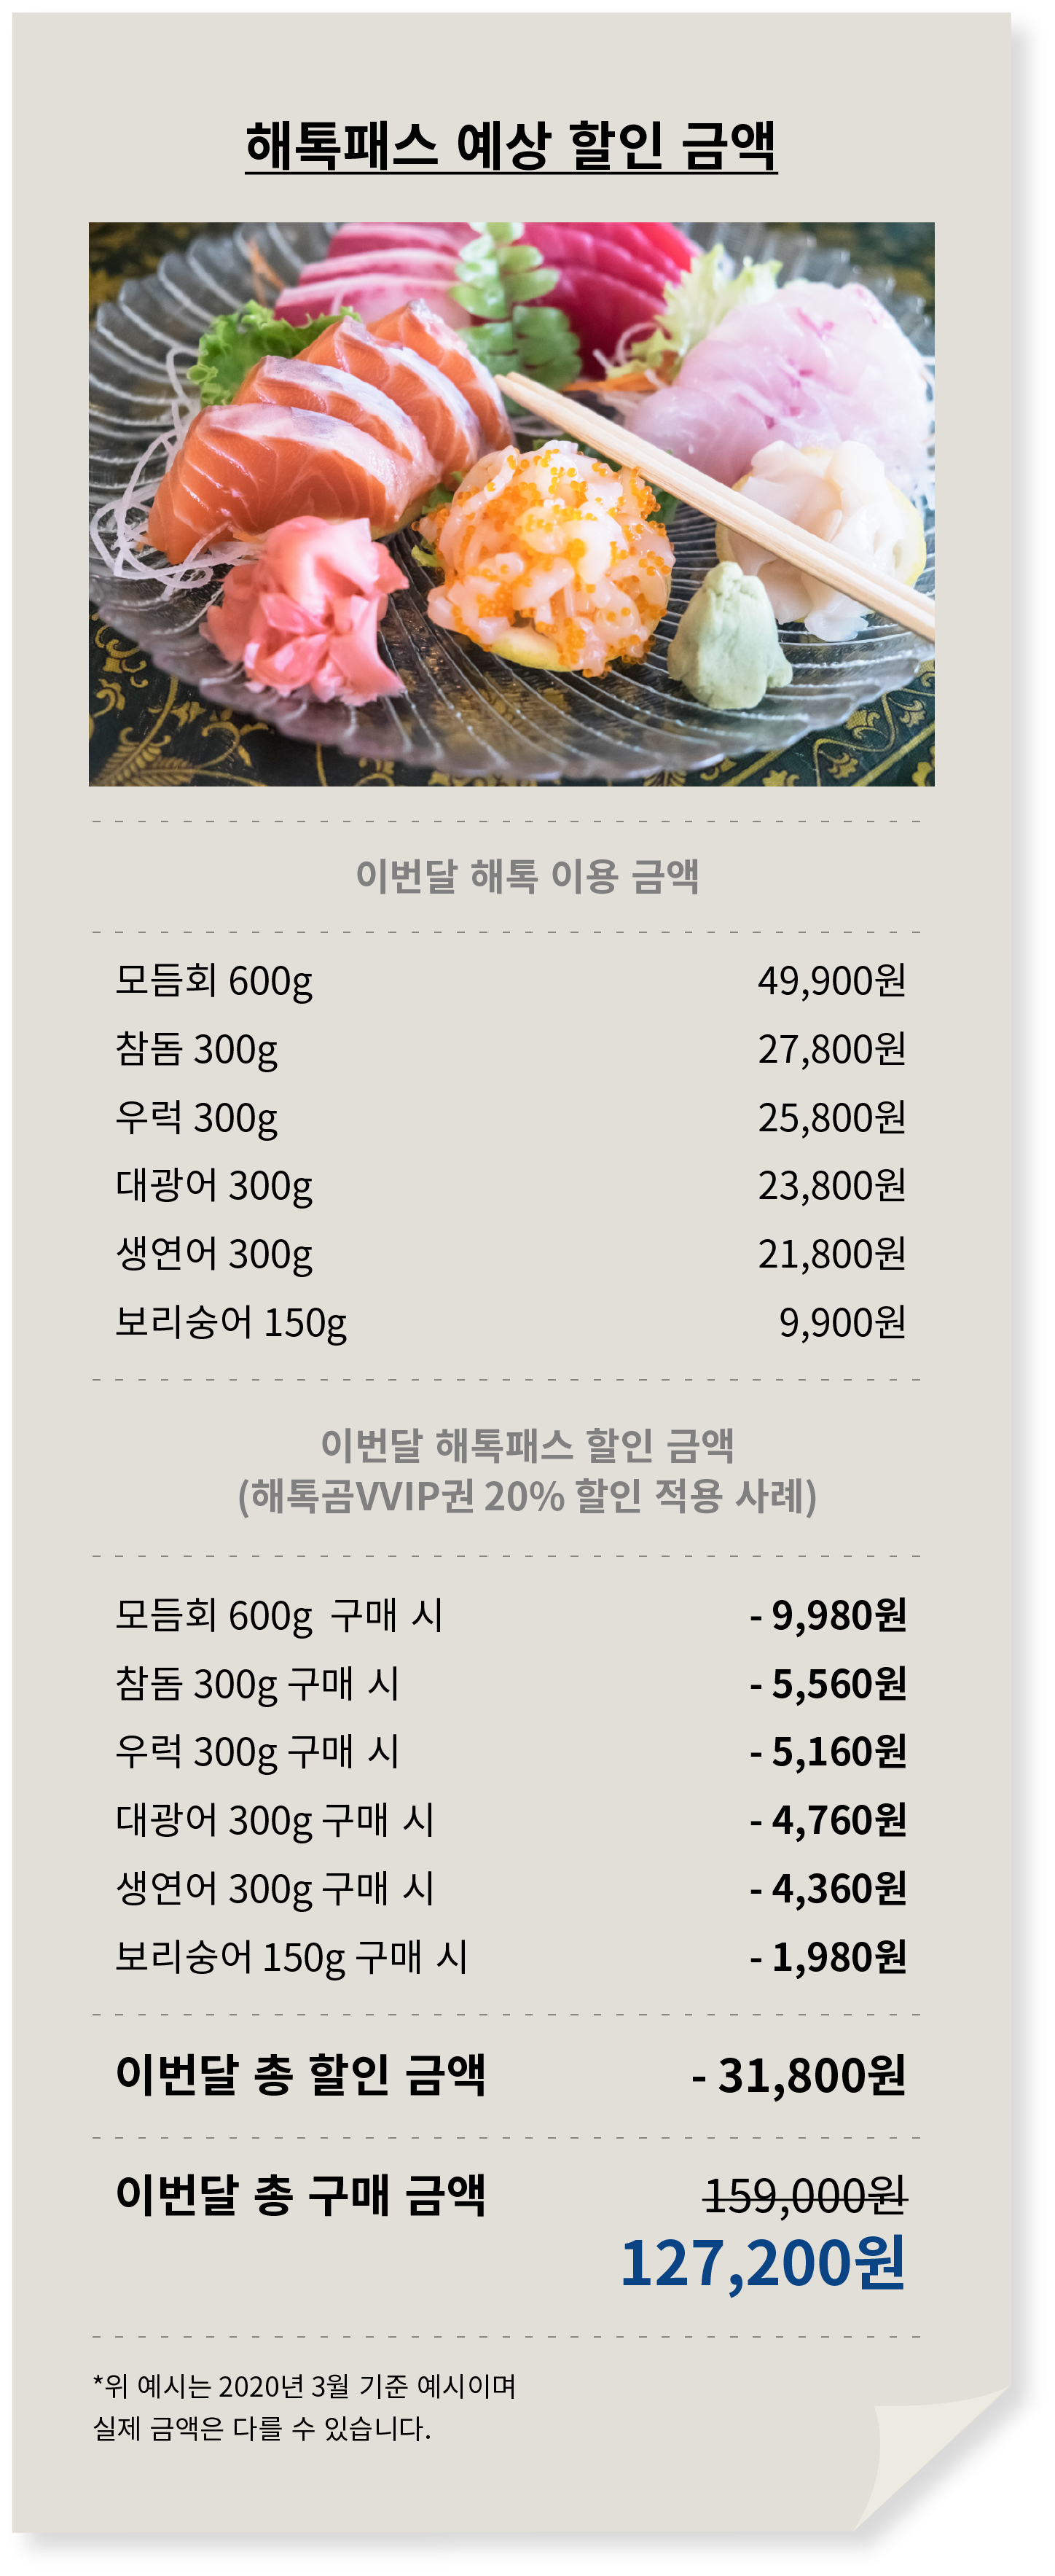 해톡패스 예상 할인 금액
이번달 해톡 이용 금액
모듬회 600g 49,900원
참돔 300g 27,800원
우럭 300g 25,800원
대광어 300g 23,800원
생연어 300g 21,800원
보리숭어 150g 9,900원
이번달 해톡패스 할인 금액
(해톡곰VVIP권 20% 할인 적용 사례)
모듬회 600g 구매 시 - 9,980원
참돔 300g 구매 시 - 5,560원
우럭 300g 구매 시 - 5,160원
대광어 300g 구매 시 - 4,760원
생연어 300g 구매 시 - 4,360원
보리숭어 150g 구매 시 - 1,980원
이번달 총 할인 금액 - 31,800원
이번달 총 구매 금액 159,000원
127,200원
*위 예시는 2020년 3월 기준 예시이며
실제 금액은 다를 수 있습니다.